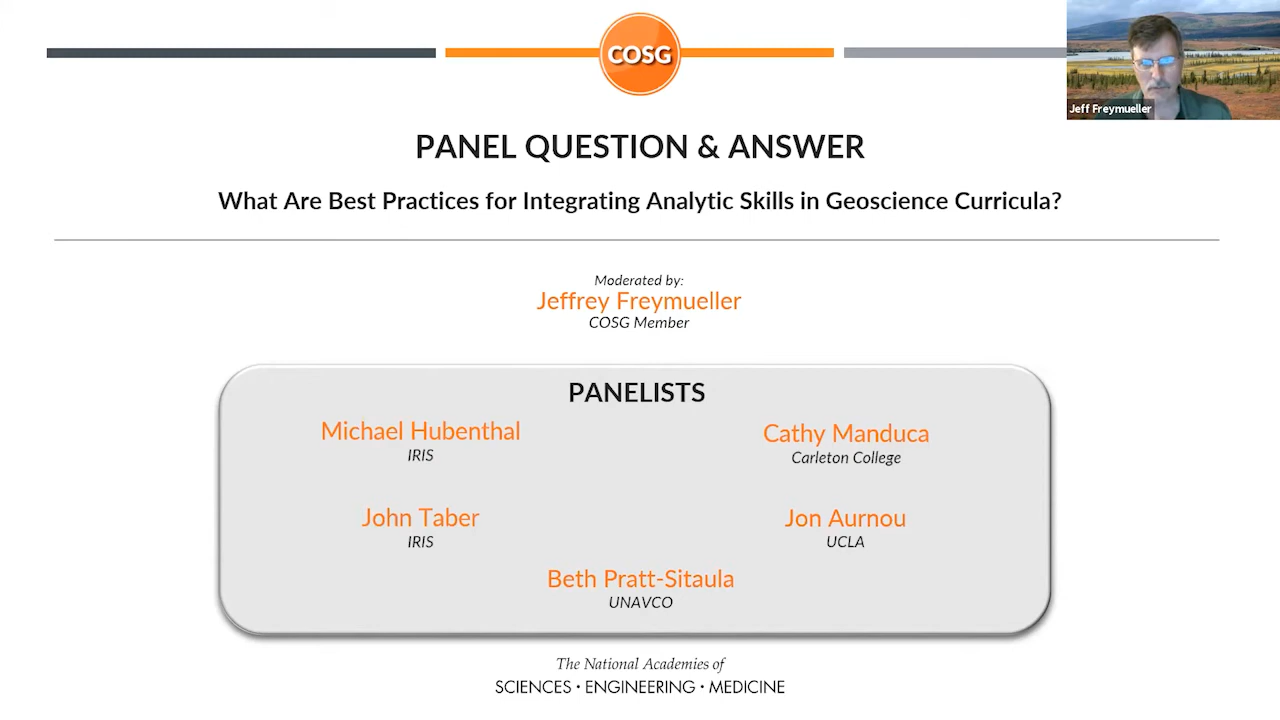 COSG
Jeff Freymueller
PANEL QUESTION & ANSWER
What Are Best Practices for Integrating Analytic Skills in Geoscience Curricula?
Moderated by:
Jeffrey Freymueller
COSG Member
PANELISTS
Michael Hubenthal
IRIS
Cathy Manduca
Carleton College
John Taber
IRIS
Jon Aurnou
UCLA
Beth Pratt-Sitaula
UNAVCO
The National Academies of
SCIENCES · ENGINEERING · MEDICINE